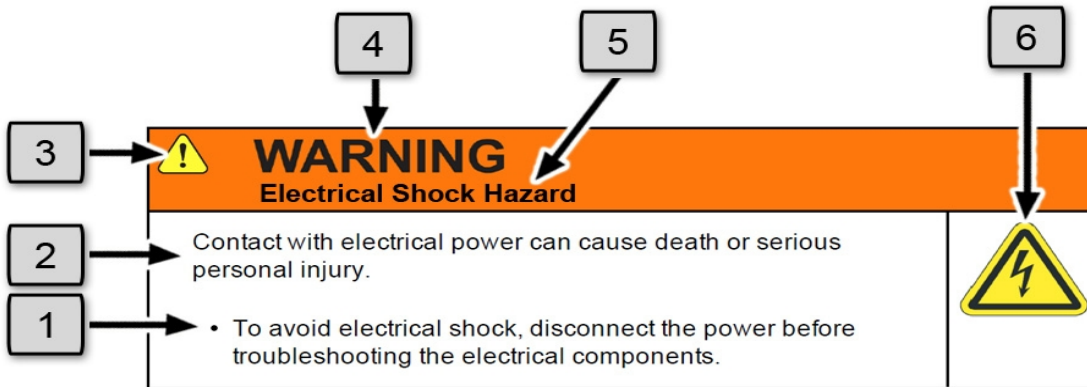 4
5
6
3
WARNING
Electrical Shock Hazard
2
Contact with electrical power can cause death or serious
personal injury.
1
• To avoid electrical shock, disconnect the power before
troubleshooting the electrical components.